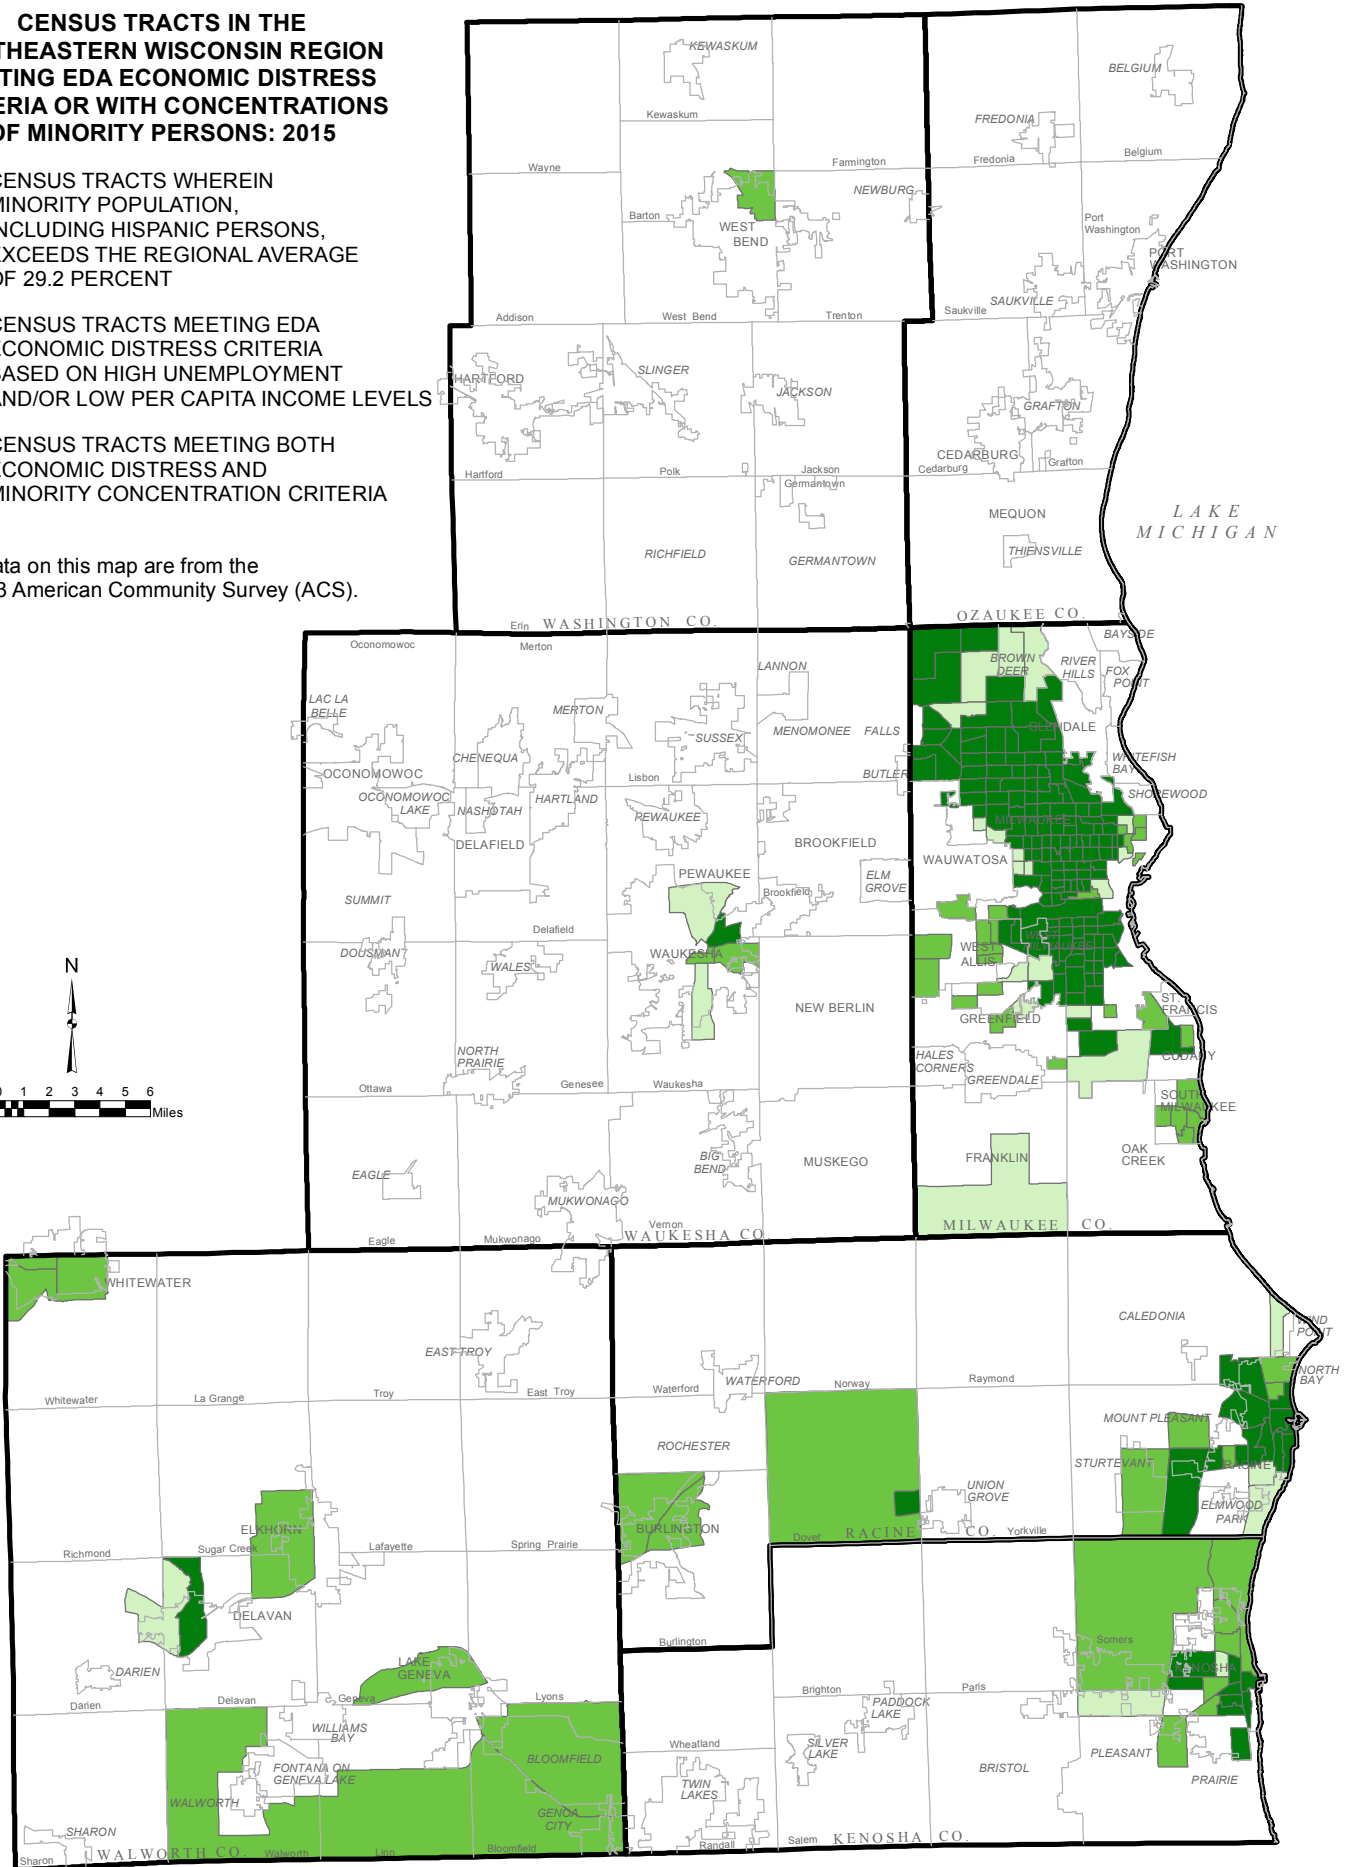 CENSUS TRACTS IN THE
THEASTERN WISCONSIN REGION
TING EDA ECONOMIC DISTRESS
ERIA OR WITH CONCENTRATIONS
OF MINORITY PERSONS: 2015
CENSUS TRACTS WHEREIN
MINORITY POPULATION,
INCLUDING HISPANIC PERSONS,
EXCEEDS THE REGIONAL AVERAGE
OF 29.2 PERCENT
CENSUS TRACTS MEETING EDA
ECONOMIC DISTRESS CRITERIA
BASED ON HIGH UNEMPLOYMENT
AND/OR LOW PER CAPITA INCOME LEVELS
CENSUS TRACTS MEETING BOTH
ECONOMIC DISTRESS AND
MINORITY CONCENTRATION CRITERIA
ata on this map are from the
3 American Community Survey (ACS).
KEWASKUM
Kewaskum
BELGIUM
FREDONIA
Wayne
Farmington
Fredonia
Belgium
NEWBURG
Barton
WEST
BEND
Port
Washington
PORT
WASHINGTON
SAUKVILLE
Addison
West Bend
Trenton
Saukville
HARTFORD
SLINGER
JACKSON
GRAFTON
CEDARBURG
Hartford
Polk
Jackson
Germantown
Cedarburg
Grafton
MEQUON
THIENSVILLE
LAKE
MICHIGAN
RICHFIELD
GERMANTOWN
Erin
WASHINGTON CO.
OZAUKEE CO.
Oconomowoc
Merton
LANNON
BROWN
DEER
RIVER
HILLS
BAYSIDE
FOX
POINT
LAC LA
BELLE
MERTON
SUSSEX
MENOMONEE FALLS
GLENDALE
CHENEQUA
OCONOMOWOC
Lisbon
BUTLER
WHITEFISH
BAY
OCONOMOWOC
LAKE
NASHOTAH
HARTLAND
PEWAUKEE
SHOREWOOD
MILWAUKEE
DELAFIELD
BROOKFIELD
WAUWATOSA
PEWAUKEE
Brookfield
ELM
GROVE
SUMMIT
Delafield
DOUSMAN
WALES
WAUKESHA
WEST
ALLIS
WEST
MILWAUKEE
N
NEW BERLIN
GREENFIELD
ST.
FRANCIS
NORTH
PRAIRIE
HALES
CORNERS
GREENDALE
CUDAHY
0 1 2 3 4 5 6
Miles
Ottawa
Genesee
Waukesha
SOUTH
MILWAUKEE
EAGLE
BIG
BEND
MUSKEGO
FRANKLIN
OAK
CREEK
MUKWONAGO
Vernon
Eagle
Mukwonago
WAUKESHA CO
MILWAUKEE CO.
WHITEWATER
CALEDONIA
WIND
POINT
EAST TROY
NORTH
BAY
Whitewater
La Grange
Troy
East Troy
Waterford
WATERFORD
Norway
Raymond
MOUNT PLEASANT
ROCHESTER
STURTEVANT
RACINE
UNION
GROVE
ELMWOOD
PARK
ELKHORN
BURLINGTON
Dover
RACINE CO.
Yorkville
Richmond
Sugar Creek
Lafayette
Spring Prairie
DELAVAN
Burlington
Somers
DARIEN
LAKE
GENEVA
KENOSHA
Darien
Delavan
Geneva
Lyons
Brighton
Paris
PADDOCK
LAKE
WILLIAMS
BAY
Wheatland
SILVER
LAKE
FONTANA ON
GENEVA LAKE
BLOOMFIELD
BRISTOL
PLEASANT
PRAIRIE
TWIN
LAKES
WALWORTH
GENOA
CITY
SHARON
Sharon
WALWORTH CO.
Walworth
Linn
Bloomfield
Randall
Salem
KENOSHA CO.